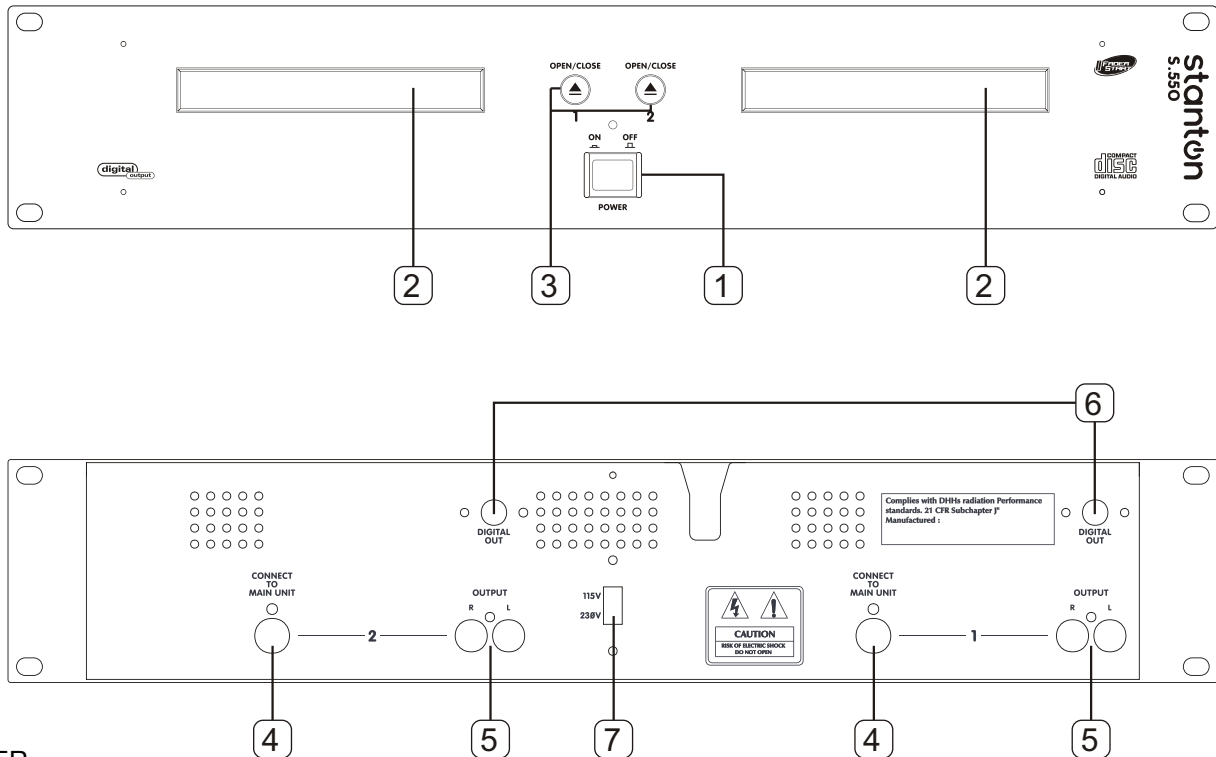 OPEN/CLOSE OPEN/CLOSE
1 2
ON OFF
POWER
FADER
START
stanton
S.550
digital
output
COMPACT
disc
DIGITAL AUDIO
2 3 1 2
6
DIGITAL
OUT
Complies with DHHs radiation Performance
standards. 21 CFR Subchapter J"
Manufactured :
DIGITAL
OUT
CONNECT
TO
MAIN UNIT
2
OUTPUT
R L
115V
230V
CAUTION
RISK OF ELECTRIC SHOCK
DO NOT OPEN
CONNECT
TO
MAIN UNIT
1
OUTPUT
R L
4 5 7 4 5